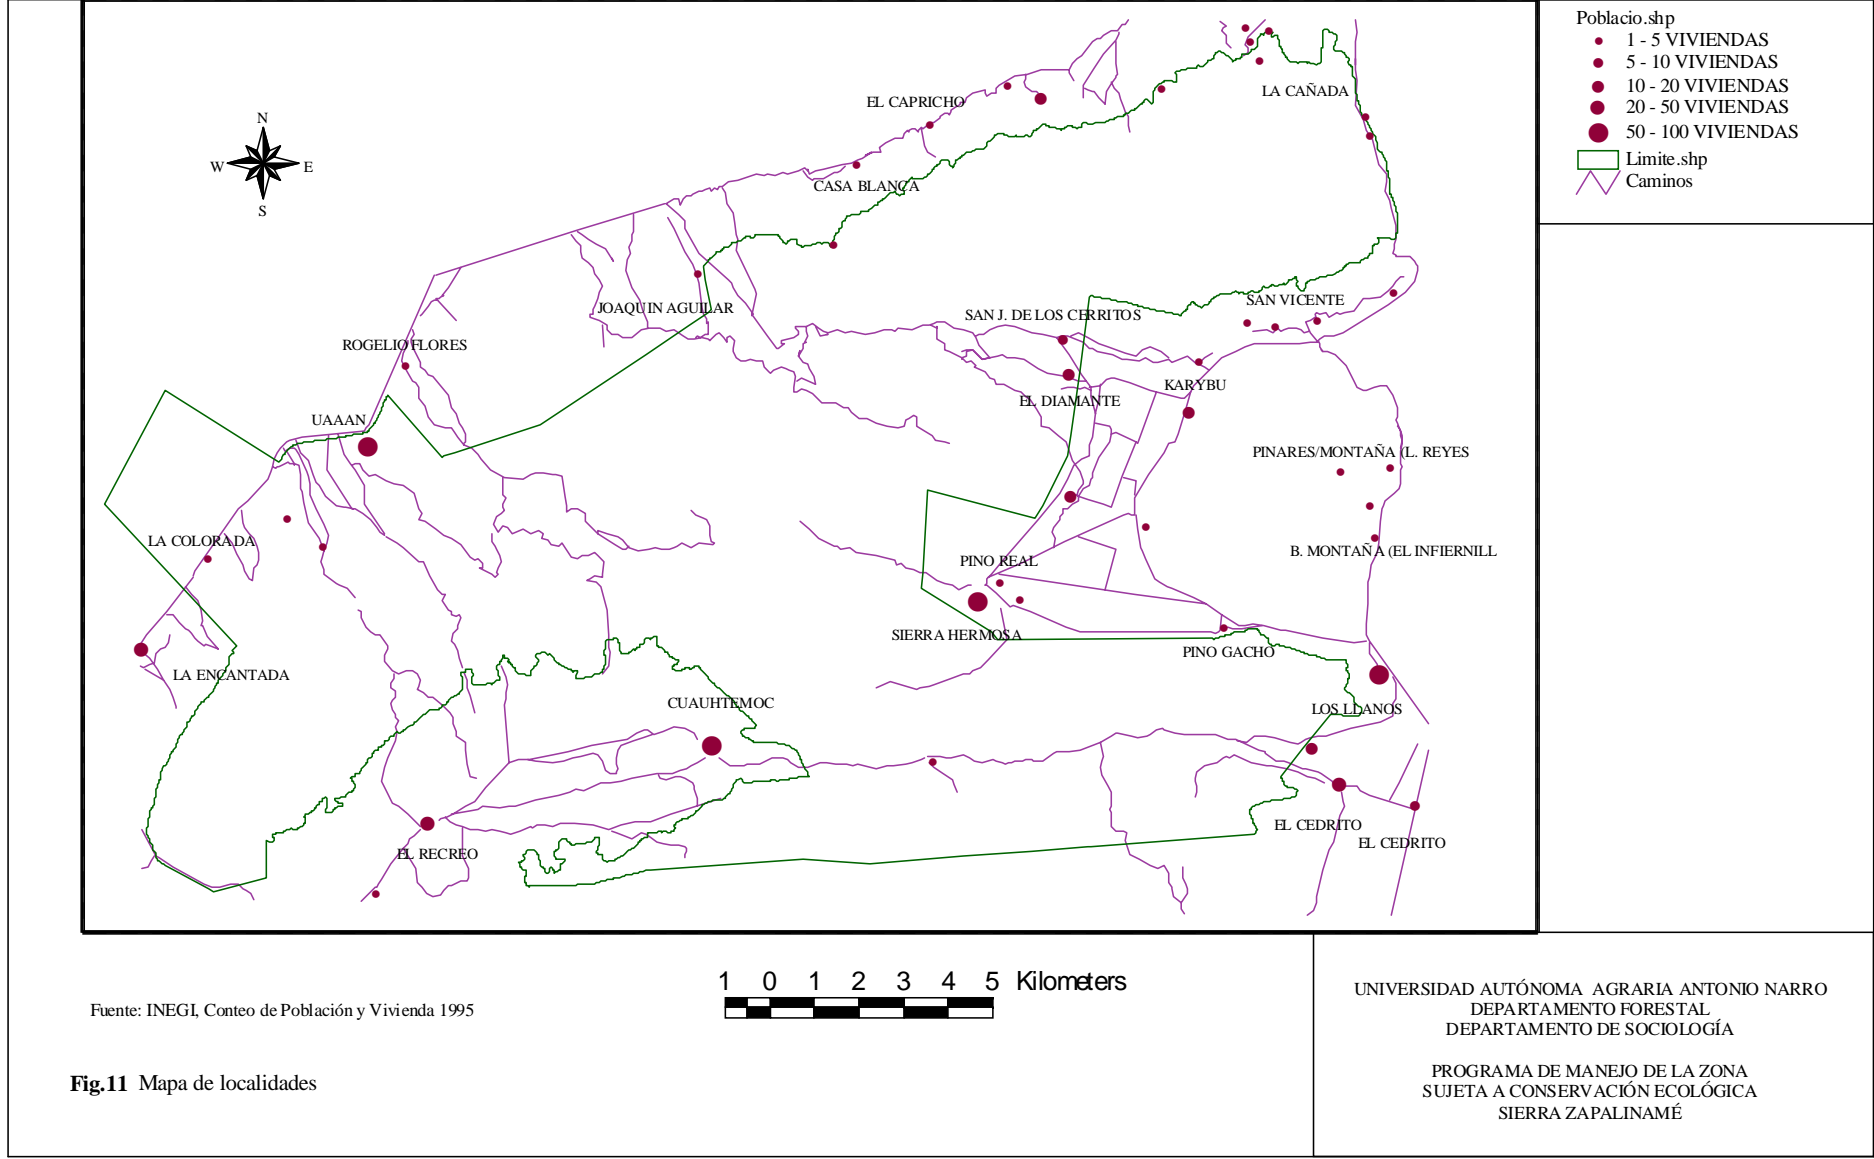 Poblacio.shp
1 - 5 VIVIENDAS
5 - 10 VIVIENDAS
10 - 20 VIVIENDAS
20 - 50 VIVIENDAS
50 - 100 VIVIENDAS
Limite.shp
Caminos
N
W E
S
EL CAPRICHO
LA CAÑADA
CASA BLANCA
JOAQUIN AGUILAR
SAN VICENTE
SAN J. DE LOS CERRITOS
ROGELIO FLORES
KARYBU
EL DIAMANTE
UAAAN
PINARES/MONTAÑA (L. REYES
LA COLORADA
B. MONTAÑA (EL INFIERNILL
PINO REAL
SIERRA HERMOSA
PINO GACHO
LA ENCANTADA
CUAUHTEMOC
LOS LLANOS
EL CEDRITO
EL CEDRITO
EL RECREO
1 0 1 2 3 4 5 Kilometers
Fuente: INEGI, Conteo de Población y Vivienda 1995
Fig.11 Mapa de localidades
UNIVERSIDAD AUTÓNOMA AGRARIA ANTONIO NARRO
DEPARTAMENTO FORESTAL
DEPARTAMENTO DE SOCIOLOGÍA
PROGRAMA DE MANEJO DE LA ZONA
SUJETA A CONSERVACIÓN ECOLÓGICA
SIERRA ZAPALINAMÉ